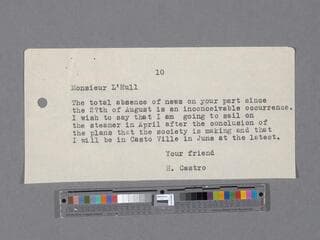 10
Monsieur L'Hull
The total absence of news on your part since
the 27th of August is an inconceivable occurrence.
I wish to say that I am going to sail on
the steamer in April after the conclusion of
the plans that the society is making and that
I will be in Casto Ville in June at the latest.
Your friend
H. Castro